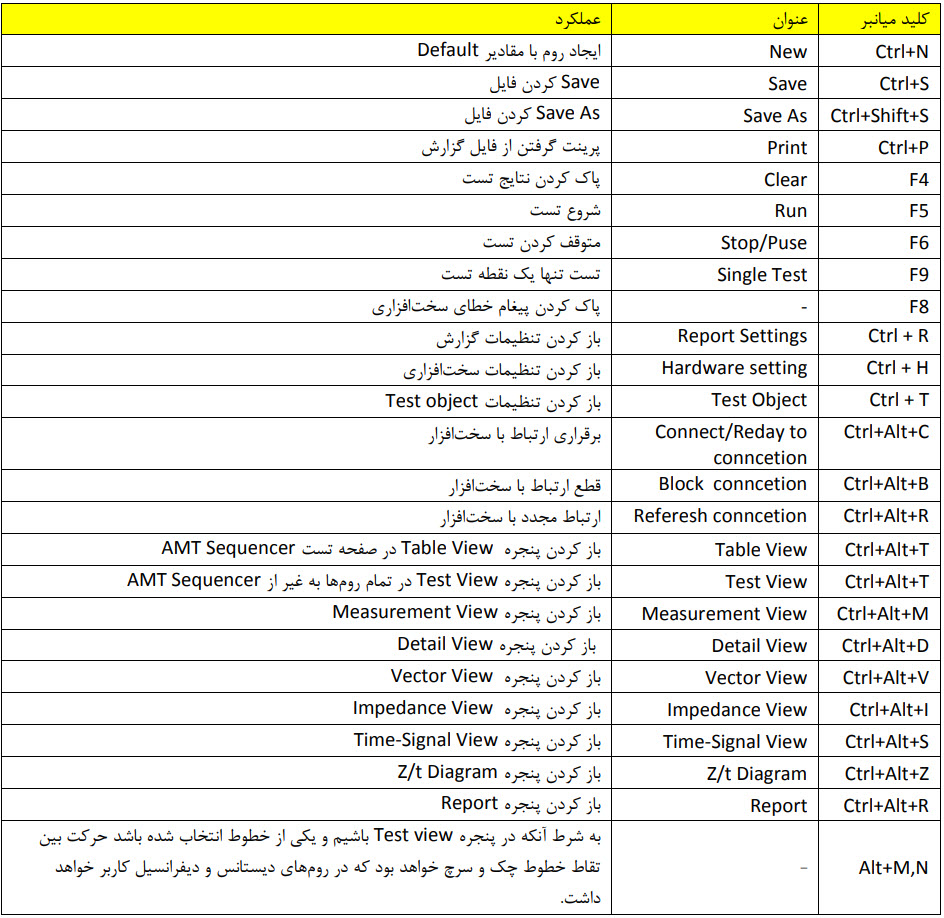 کلید میانبر عنوان عملکرد
Ctrl+N New ایجاد روم با مقادیر Default
Ctrl+S Save Save کردن فایل
Ctrl+Shift+S Save As Save As کردن فایل
Ctrl+P Print پرینت گرفتن از فایل گزارش
F4 Clear پاک کردن نتایج تست
F5 Run شروع تست
F6 Stop/Puse متوقف کردن تست
F9 Single Test تست تنها یک نقطه تست
F8 - پاک کردن پیغام خطای سخت‌افزاری
Ctrl + R Report Settings باز کردن تنظیمات گزارش
Ctrl + H Hardware setting باز کردن تنظیمات سخت‌افزاری
Ctrl + T Test Object باز کردن تنظیمات Test object
Ctrl+Alt+C Connect/Reday to برقراری ارتباط با سخت‌افزار
conncetion
Ctrl+Alt+B Block conncetion قطع ارتباط با سخت‌افزار
Ctrl+Alt+R Referesh conncetion ارتباط مجدد با سخت‌افزار
Ctrl+Alt+T Table View باز کردن پنجره Table View در صفحه تست AMT Sequencer
Ctrl+Alt+T Test View باز کردن پنجره Test View در تمام روم‌ها به غیر از AMT Sequencer
Ctrl+Alt+M Measurement View باز کردن پنجره Measurement View
Ctrl+Alt+D Detail View باز کردن پنجره Detail View
Ctrl+Alt+V Vector View باز کردن پنجره Vector View
Ctrl+Alt+I Impedance View باز کردن پنجره Impedance View
Ctrl+Alt+S Time-Signal View باز کردن پنجره Time-Signal View
Ctrl+Alt+Z Z/t Diagram باز کردن پنجره Z/t Diagram
Ctrl+Alt+R Report باز کردن پنجره Report
به شرط آنکه در پنجره Test view باشیم و یکی از خطوط انتخاب شده باشد حرکت بین
Alt+M,N - تقاط خطوط چک و سرچ خواهد بود که در روم‌های دیستانس و دیفرانسیل کاربر خواهد
داشت.